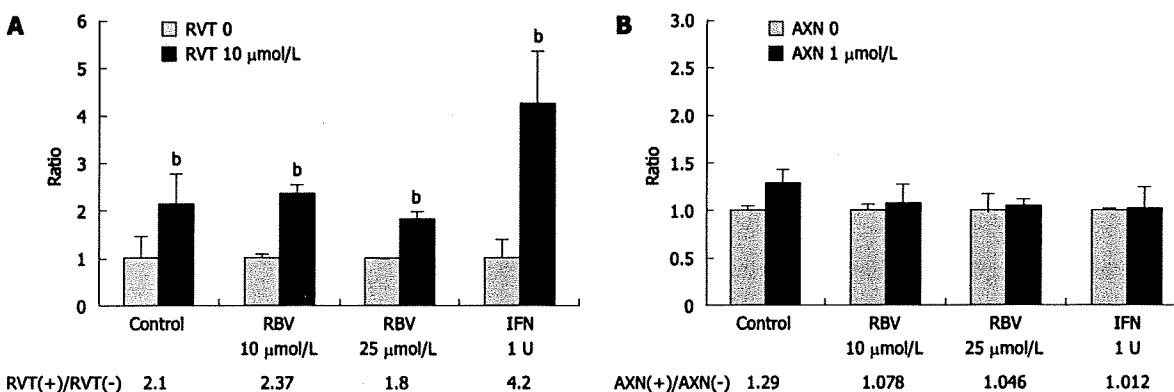 A
6
5
4
3
2
1
0
Ratio
RVT 0
RVT 10 μmol/L
b
b
b
b
Control
RBV
10 μmol/L
RBV
25 μmol/L
IFN
1 U
RVT(+)/RVT(-) 2.1 2.37 1.8 4.2
B
3.0
2.5
2.0
1.5
1.0
0.5
0.0
Ratio
AXN 0
AXN 1 μmol/L
Control
RBV
10 μmol/L
RBV
25 μmol/L
IFN
1 U
AXN(+)/AXN(-) 1.29 1.078 1.046 1.012